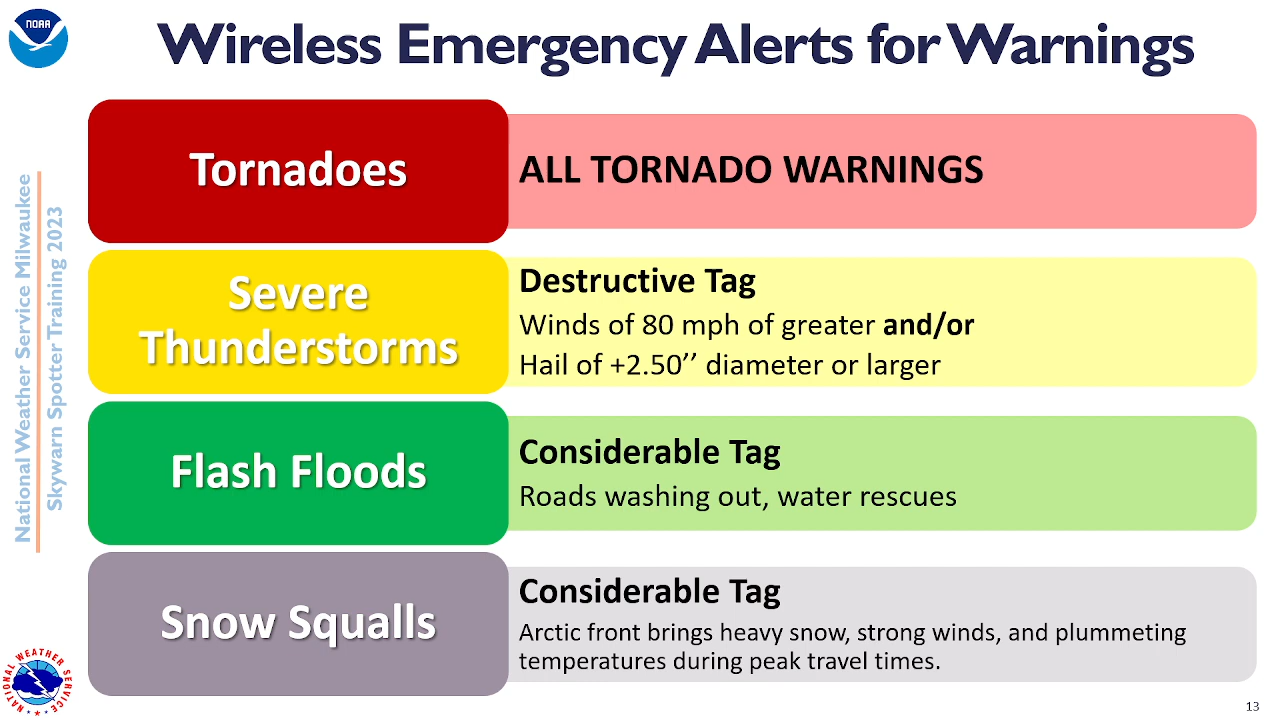 NOAA
Wireless Emergency Alerts for Warnings
National Weather Service Milwaukee
Skywarn Spotter Training 2023
Tornadoes
ALL TORNADO WARNINGS
Severe
Thunderstorms
Destructive Tag
Winds of 80 mph of greater and/or
Hail of +2.50’’ diameter or larger
Flash Floods
Considerable Tag
Roads washing out, water rescues
Snow Squalls
Considerable Tag
Arctic front brings heavy snow, strong winds, and plummeting
temperatures during peak travel times.
NATIONAL WEATHER SERVICE
13